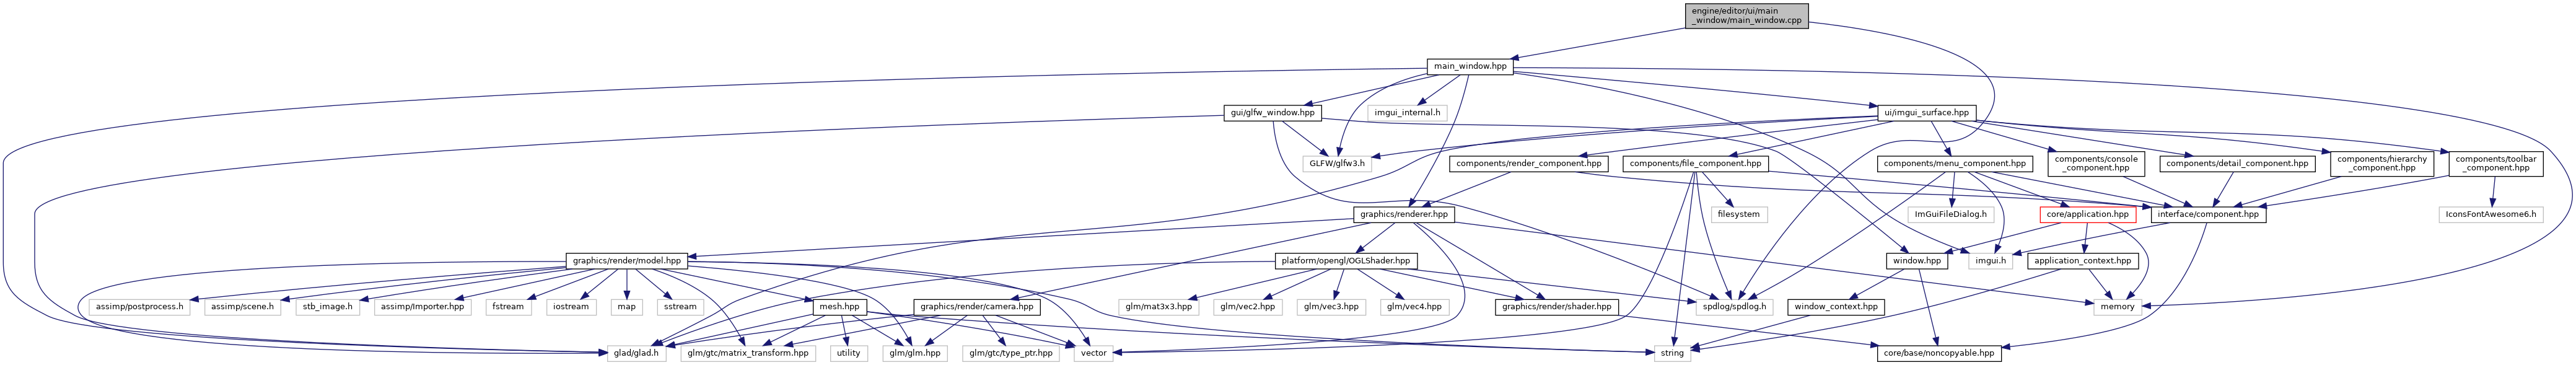 engine/editor/ui/main
_window/main_window.cpp
main_window.hpp
gui/glfw_window.hpp
imgui_internal.h
ui/imgui_surface.hpp
GLFW/glfw3.h
components/render_component.hpp
components/file_component.hpp
components/menu_component.hpp
components/console
_component.hpp
components/detail_component.hpp
components/hierarchy
_component.hpp
components/toolbar
_component.hpp
graphics/renderer.hpp
filesystem
ImGuiFileDialog.h
core/application.hpp
interface/component.hpp
IconsFontAwesome6.h
graphics/render/model.hpp
platform/opengl/OGLShader.hpp
window.hpp
imgui.h
application_context.hpp
assimp/postprocess.h
assimp/scene.h
stb_image.h
assimp/Importer.hpp
fstream
iostream
map
sstream
mesh.hpp
graphics/render/camera.hpp
glm/mat3x3.hpp
glm/vec2.hpp
glm/vec3.hpp
glm/vec4.hpp
graphics/render/shader.hpp
spdlog/spdlog.h
window_context.hpp
memory
glad/glad.h
glm/gtc/matrix_transform.hpp
utility
glm/glm.hpp
glm/gtc/type_ptr.hpp
vector
string
core/base/noncopyable.hpp